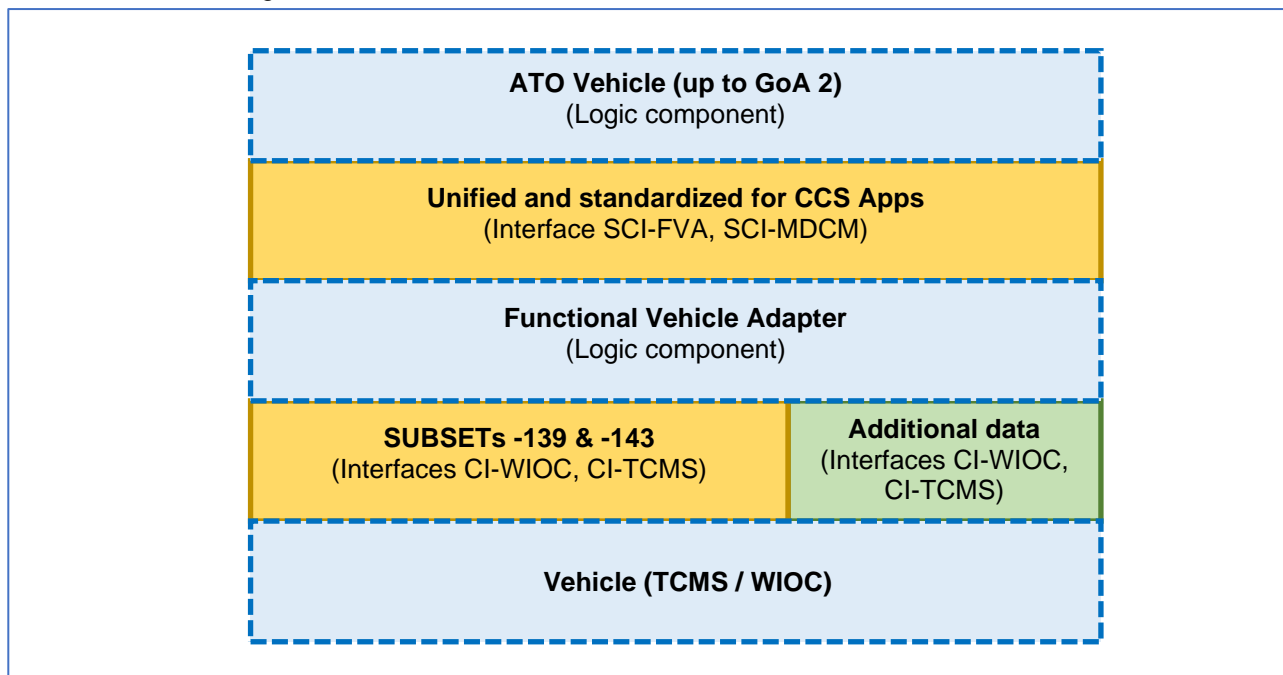 ATO Vehicle (up to GoA 2)
(Logic component)
Unified and standardized for CCS Apps
(Interface SCI-FVA, SCI-MDCM)
Functional Vehicle Adapter
(Logic component)
SUBSETs -139 & -143
(Interfaces CI-WIOC, CI-TCMS)
Additional data
(Interfaces CI-WIOC,
CI-TCMS)
Vehicle (TCMS / WIOC)